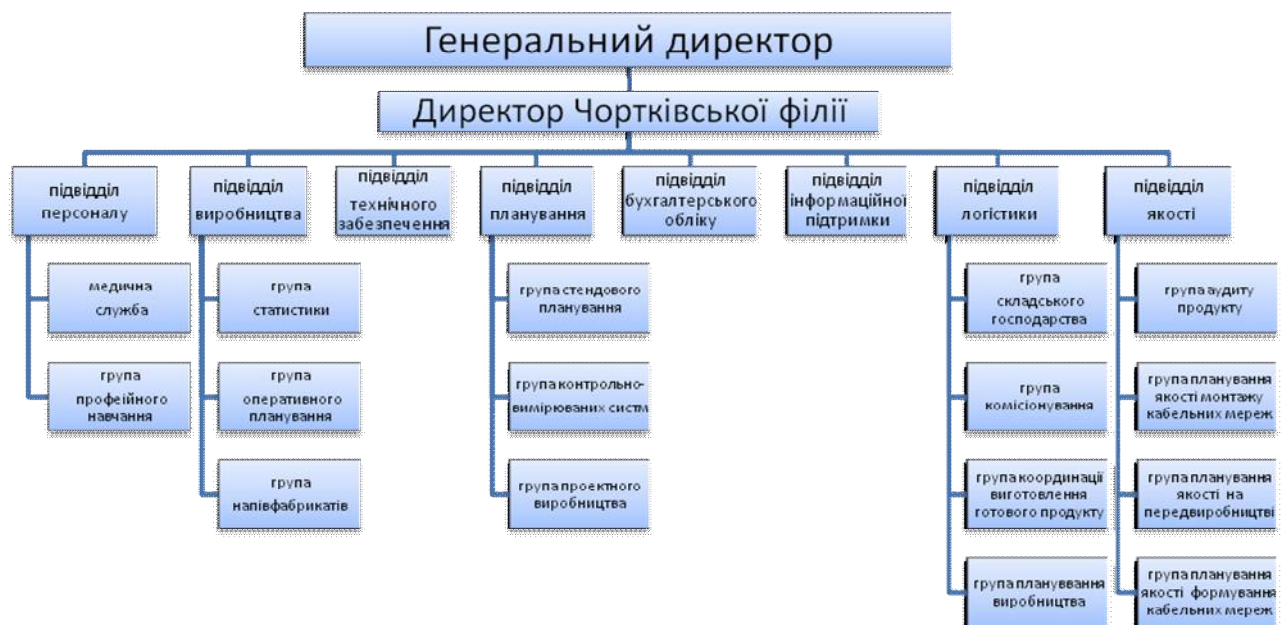 Генеральний директор
Директор Чортківської філії
підвідділ
персоналу
підвідділ
виробництва
підвідділ
технічного
забезпечення
підвідділ
планування
підвідділ
бухгалтерського
обліку
підвідділ
інформаційної
підтримки
підвідділ
логістики
підвідділ
якості
медична
служба
група
профеійного
навчання
група
статистики
група
оперативного
планування
група
напівфабрикатів
група стендового
планування
група контрольно-
вимірюваних систм
група проектного
виробництва
група
складського
господарства
група
комісіонування
група координації
виготовлення
готового продукту
група плануввання
виробництва
група аудиту
продукту
група планування
якості монтажу
кабельних мереж
група планування
якості на
передвиробництві
група планування
якості формування
кабельних мереж